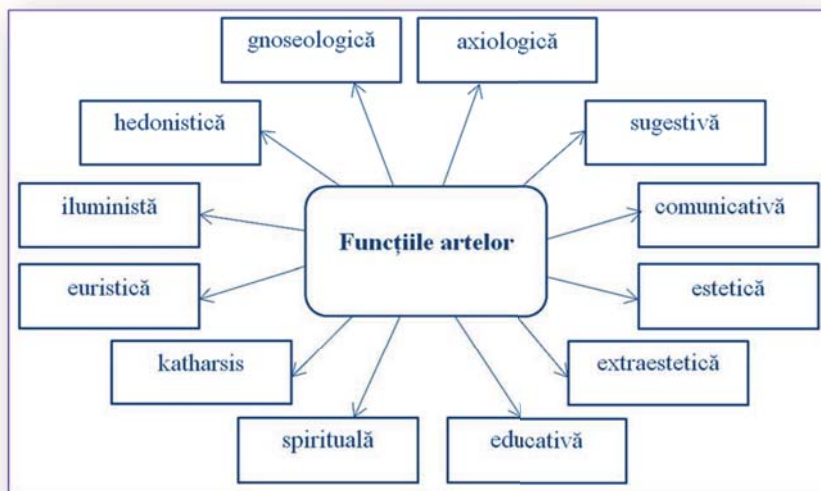 gnoseologică
axiologică
hedonistică
sugestivă
iluministă
comunicativă
Funcțiile artelor
euristică
estetică
katharsis
extraestetică
spirituală
educativă